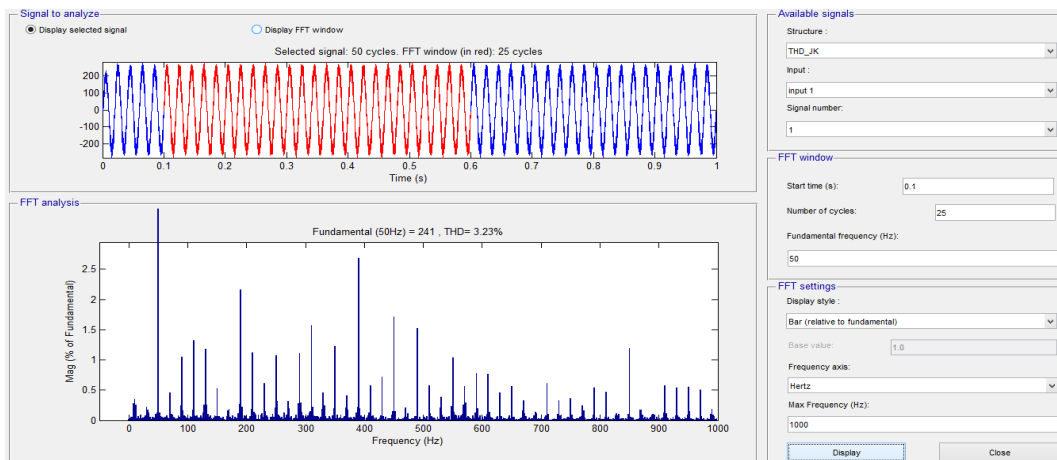 Signal to analyze
Display selected signal
Display FFT window
Selected signal: 50 cycles. FFT window (in red): 25 cycles
200
100
0
-100
-200
0 0.1 0.2 0.3 0.4 0.5 0.6 0.7 0.8 0.9 1
Time (s)
FFT analysis
Fundamental (50Hz) = 241 , THD= 3.23%
Mag (% of Fundamental)
2.5
2
1.5
1
0.5
0
0 100 200 300 400 500 600 700 800 900 1000
Frequency (Hz)
Available signals
Structure :
THD_JK
Input :
input 1
Signal number:
1
FFT window
Start time (s):
0.1
Number of cycles:
25
Fundamental frequency (Hz):
50
FFT settings
Display style :
Bar (relative to fundamental)
Base value:
1.0
Frequency axis:
Hertz
Max Frequency (Hz):
1000
Display
Close